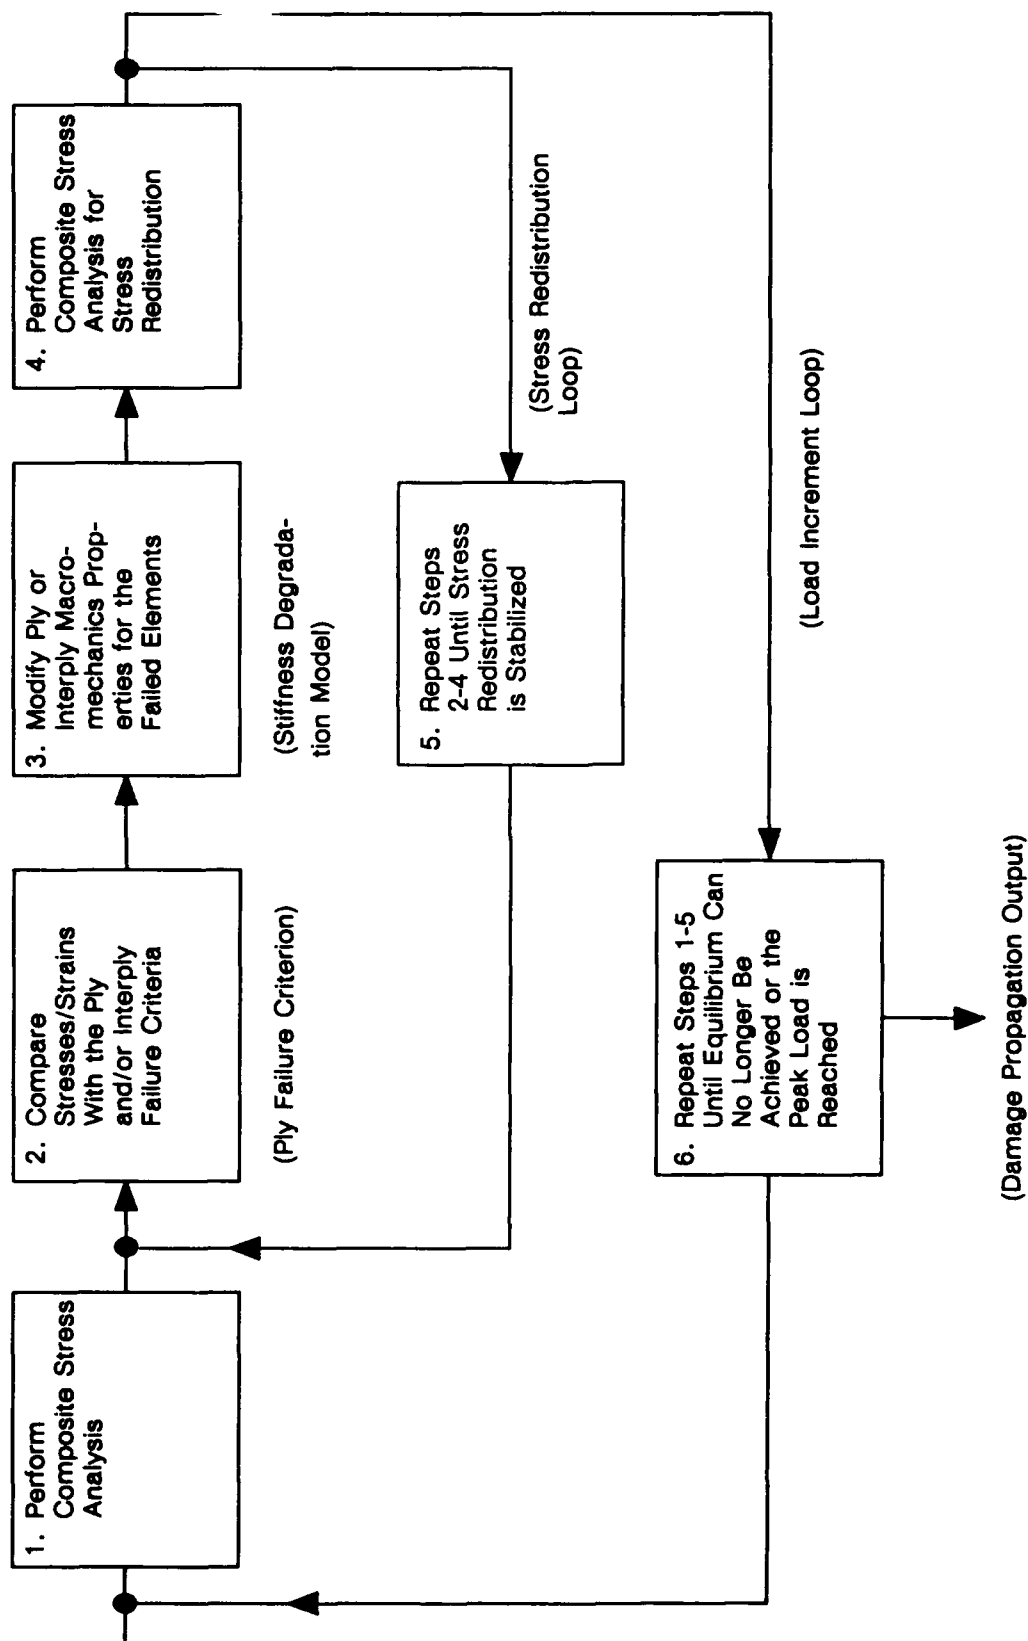 1. Perform
Composite Stress
Analysis
2. Compare
Stresses/Strains
With the Ply
and/or Interply
Failure Criteria
(Ply Failure Criterion)
3. Modify Ply or
Interply Macro-
mechanics Prop-
erties for the
Failed Elements
(Stiffness Degrada-
tion Model)
4. Perform
Composite Stress
Analysis for
Stress
Redistribution
5. Repeat Steps
2-4 Until Stress
Redistribution
is Stabilized
(Stress Redistribution
Loop)
6. Repeat Steps 1-5
Until Equilibrium Can
No Longer Be
Achieved or the
Peak Load is
Reached
(Load Increment Loop)
(Damage Propagation Output)